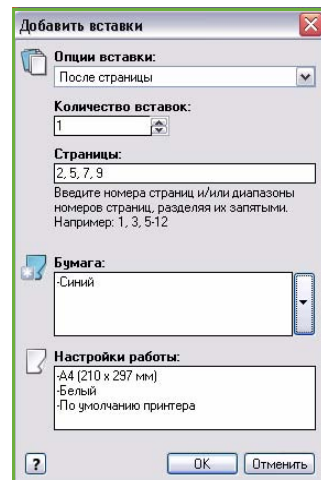 Добавить вставки
Опции вставки:
После страницы
Количество вставок:
1
Страницы:
2, 5, 7, 9
Введите номера страниц и/или диапазоны
номеров страниц, разделяя их запятыми.
Например: 1, 3, 5-12
Бумага:
-Синий
Настройки работы:
-A4 (210 x 297 мм)
-Белый
-По умолчанию принтера
?
OK
Отменить